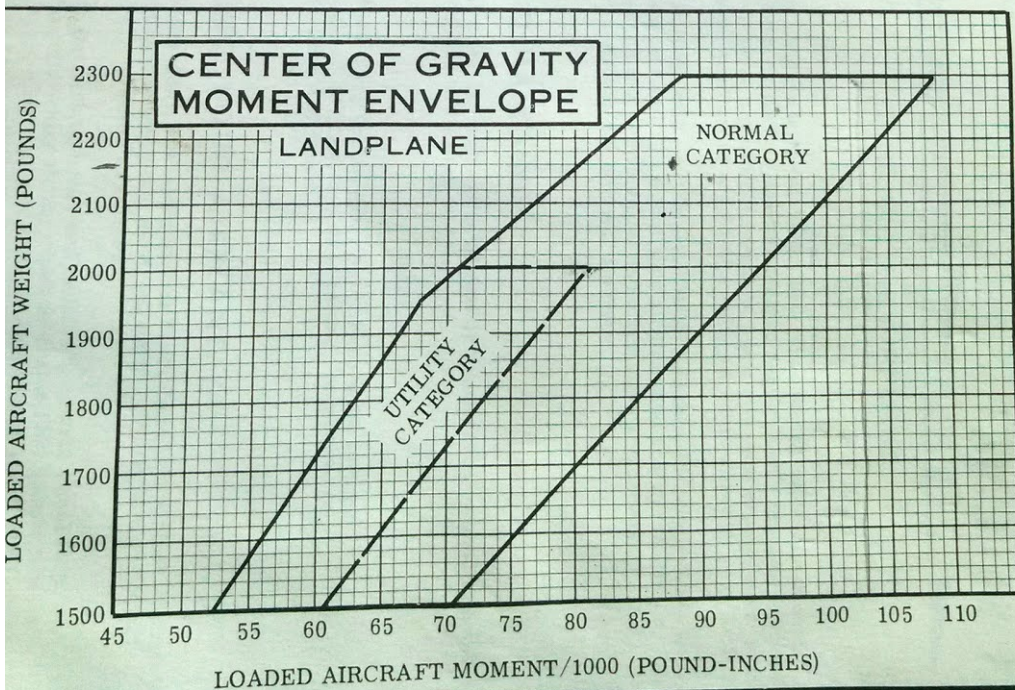 CENTER OF GRAVITY
MOMENT ENVELOPE
LANDPLANE
NORMAL
CATEGORY
UTILITY
CATEGORY
LOADED AIRCRAFT WEIGHT (POUNDS)
2300
2200
2100
2000
1900
1800
1700
1600
1500
45 50 55 60 65 70 75 80 85 90 95 100 105 110
LOADED AIRCRAFT MOMENT/1000 (POUND-INCHES)